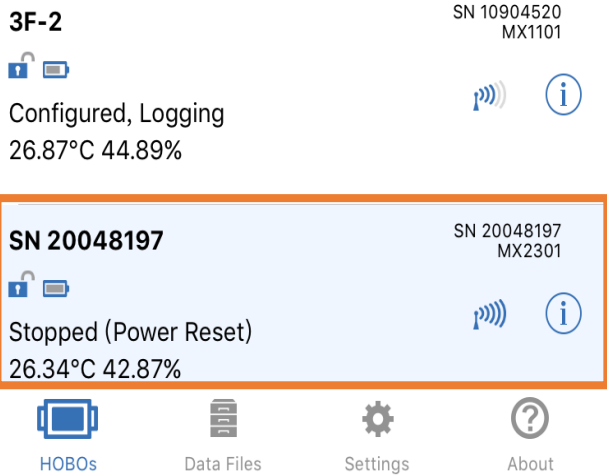 3F-2
SN 10904520
MX1101
Configured, Logging
26.87°C 44.89%
SN 20048197
SN 20048197
MX2301
Stopped (Power Reset)
26.34°C 42.87%
HOBOs
Data Files
Settings
About